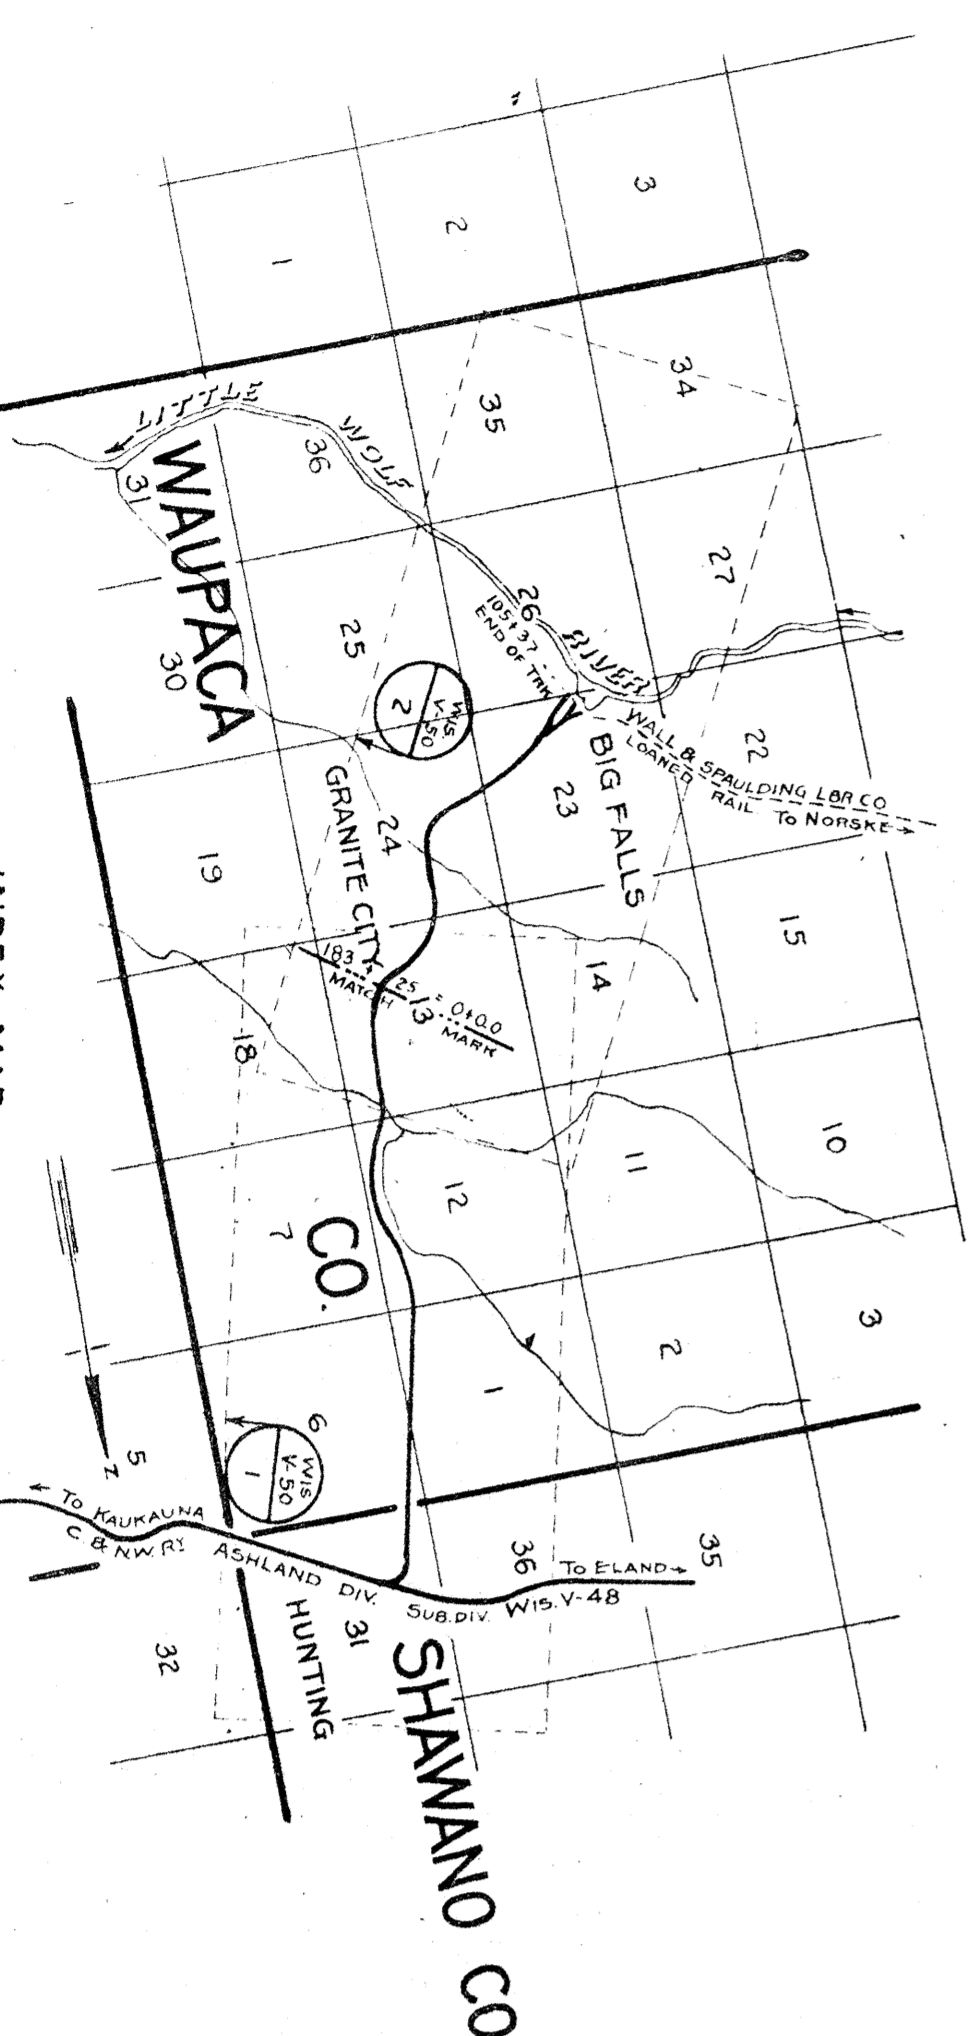 3
2
1
34
35
36
31
LITTLE
WOLF
RIVER
WAUPACA
CO.
27
26
25
30
105+37 =
END OF TRK
WIS
V-50
2
22
23
24
19
WALL & SPAULDING LBR CO
LOANED RAIL TO NORSKE
BIG FALLS
GRANITE CITY
15
14
13
18
183+25 = 0+0.0
MATCH MARK
10
11
12
7
3
2
1
6
5
N
WIS
V-50
1
35
36
31
32
TO KAUKAUNA
C. & N.W. RY ASHLAND DIV. SUB.DIV. WIS. V-48
TO ELAND
HUNTING
SHAWANO CO